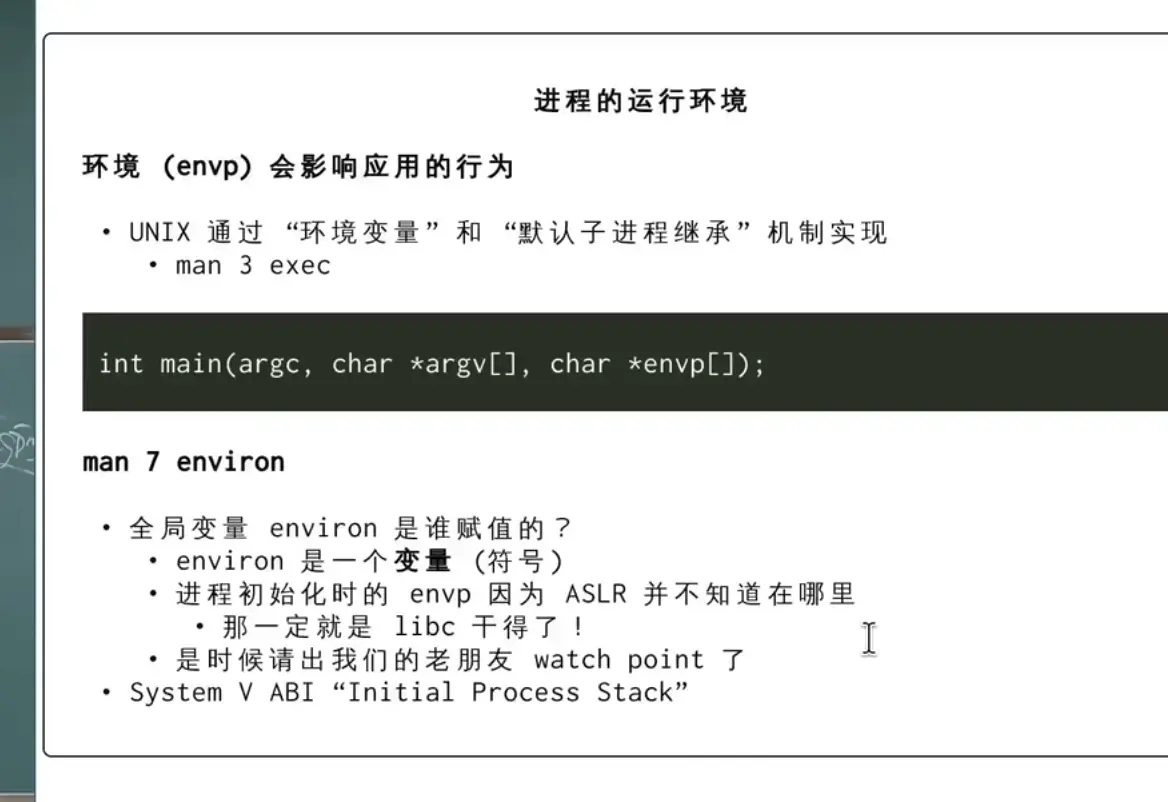 进程的运行环境
环境 (envp) 会影响应用的行为
• UNIX 通过 “环境变量” 和 “默认子进程继承” 机制实现
• man 3 exec
int main(argc, char *argv[], char *envp[]);
man 7 environ
• 全局变量 environ 是谁赋值的？
• environ 是一个变量 (符号)
• 进程初始化时的 envp 因为 ASLR 并不知道在哪里
• 那一定就是 libc 干得了！
• 是时候请出我们的老朋友 watch point 了
• System V ABI “Initial Process Stack”